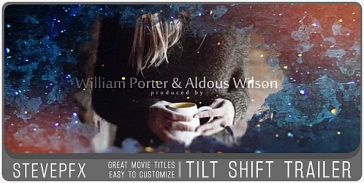 William Porter & Aldous Wilson
produced by
STEVEPFX
GREAT MOVIE TITLES
EASY TO CUSTOMIZE
TILT SHIFT TRAILER